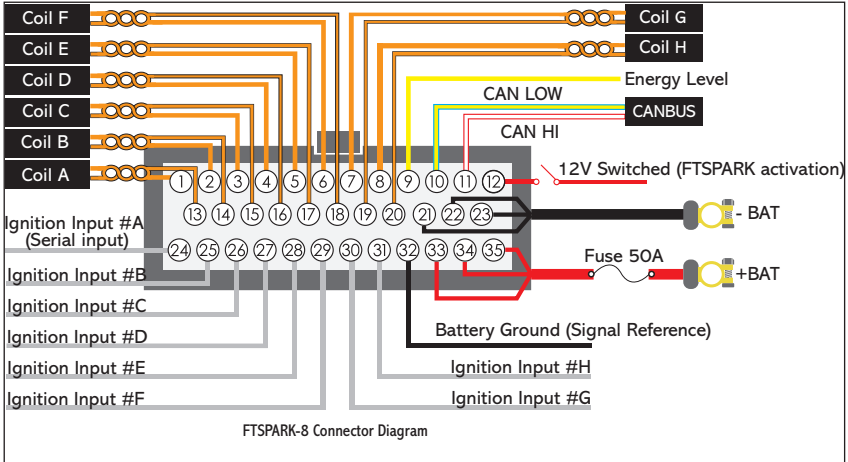 Coil F
Coil E
Coil D
Coil C
Coil B
Coil A
Coil G
Coil H
Energy Level
CAN LOW
CANBUS
CAN HI
12V Switched (FTSPARK activation)
1 2 3 4 5 6 7 8 9 10 11 12
13 14 15 16 17 18 19 20 21 22 23
24 25 26 27 28 29 30 31 32 33 34 35
- BAT
Fuse 50A
+BAT
Ignition Input #A
(Serial input)
Ignition Input #B
Ignition Input #C
Ignition Input #D
Ignition Input #E
Ignition Input #F
Battery Ground (Signal Reference)
Ignition Input #H
Ignition Input #G
FTSPARK-8 Connector Diagram